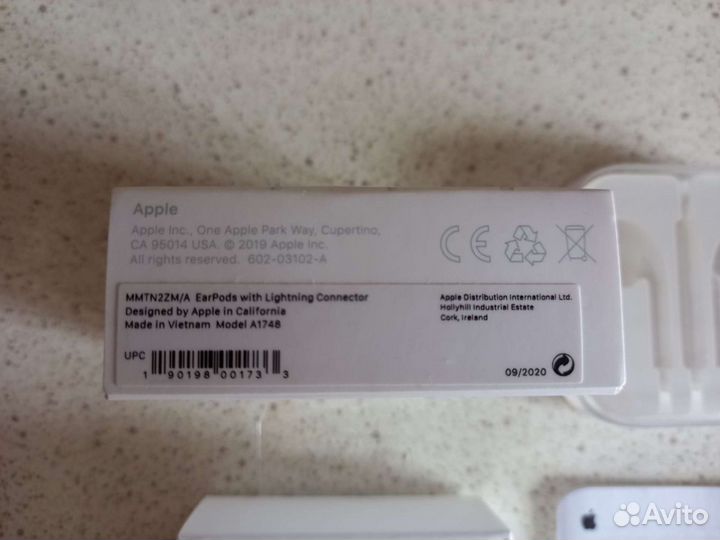 Apple
Apple Inc., One Apple Park Way, Cupertino,
CA 95014 USA. © 2019 Apple Inc.
All rights reserved. 602-03102-A
CE
MMTN2ZM/A EarPods with Lightning Connector
Designed by Apple in California
Made in Vietnam Model A1748
Apple Distribution International Ltd.
Hollyhill Industrial Estate
Cork, Ireland
UPC
1 90198 00173 3
09/2020
Avito